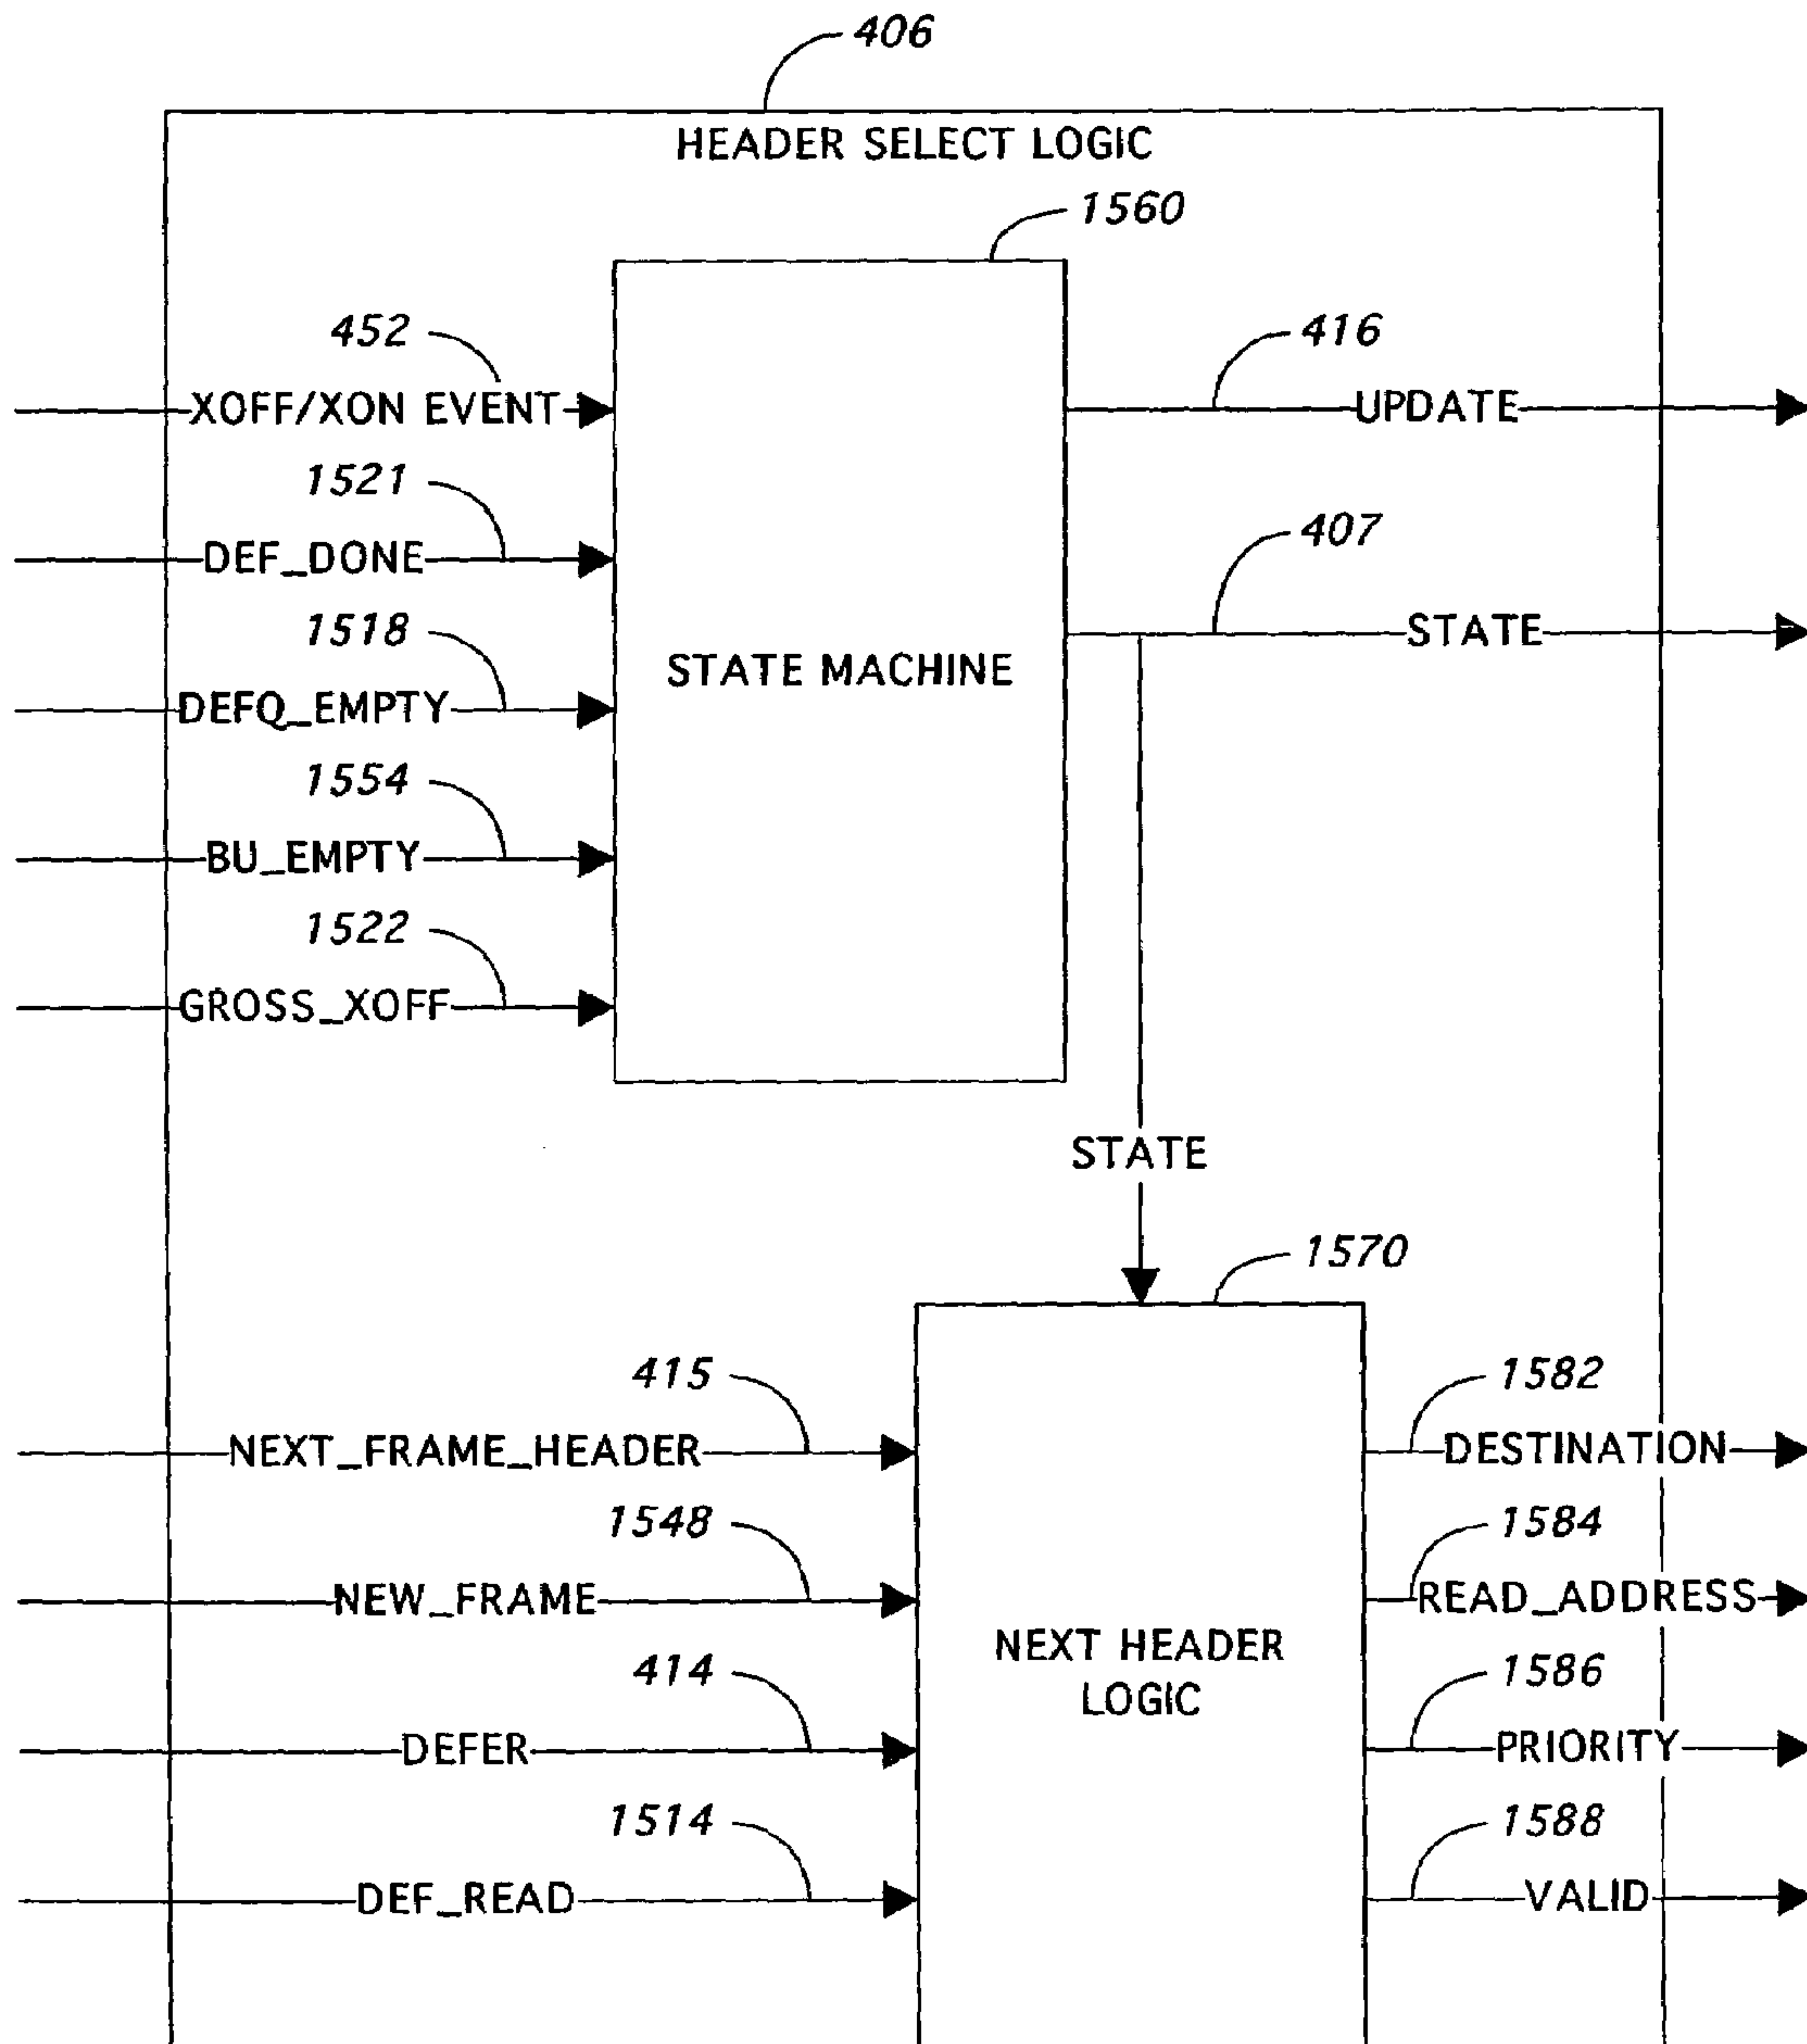 406
HEADER SELECT LOGIC
1560
452
416
XOFF/XON EVENT
UPDATE
1521
407
DEF_DONE
1518
STATE
STATE MACHINE
DEFQ_EMPTY
1554
BU_EMPTY
1522
GROSS_XOFF
STATE
1570
415
1582
NEXT_FRAME_HEADER
DESTINATION
1548
1584
NEW_FRAME
READ_ADDRESS
NEXT HEADER
LOGIC
414
1586
DEFER
PRIORITY
1514
1588
DEF_READ
VALID